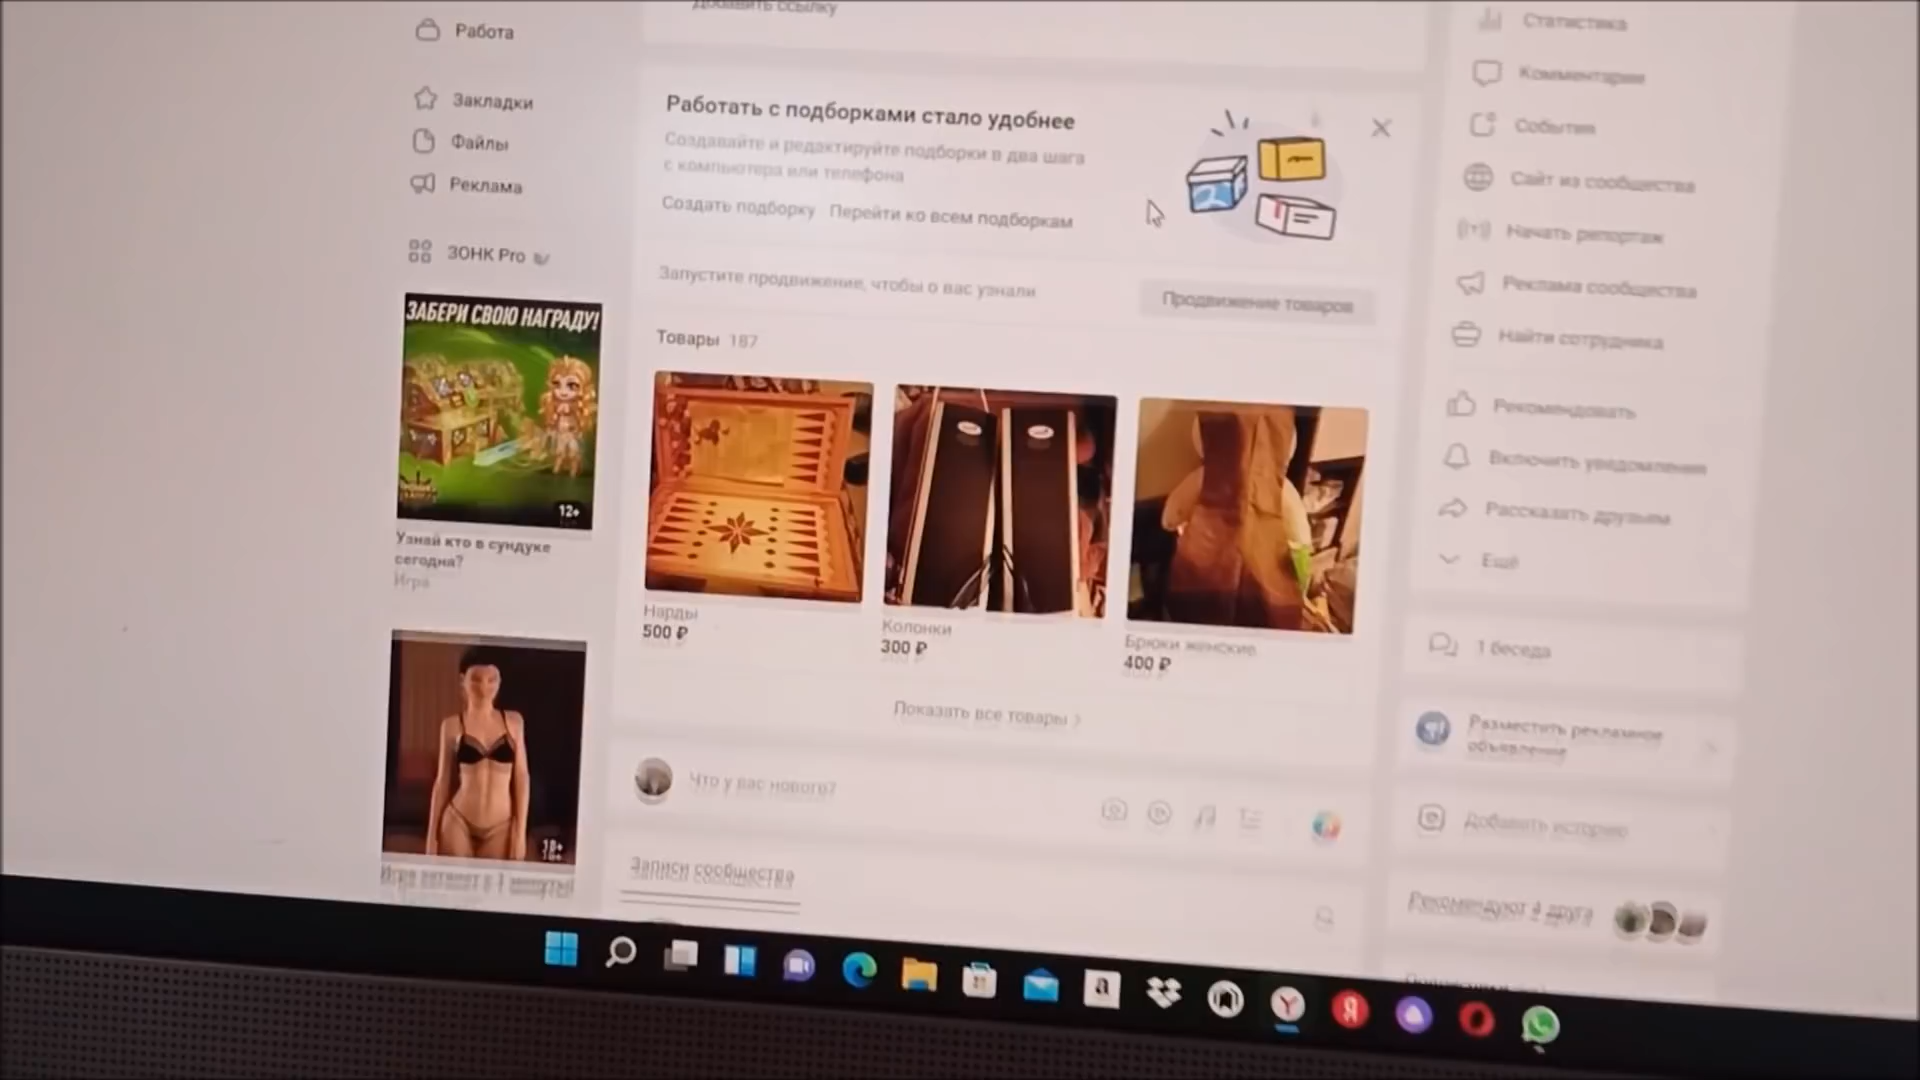 Работа
Закладки
Файлы
Реклама
ЗОНК Pro
ЗАБЕРИ СВОЮ НАГРАДУ!
12+
Узнай кто в сундуке
сегодня?
Игра
18+
Добавить ссылку
Работать с подборками стало удобнее
Создавайте и редактируйте подборки в два шага
с компьютера или телефона
Создать подборку Перейти ко всем подборкам
Запустите продвижение, чтобы о вас узнали
Продвижение товаров
Товары 187
Нарды
500 ₽
Колонки
300 ₽
Брюки женские
400 ₽
Показать все товары
Что у вас нового?
Записи сообщества
Статистика
Комментарии
События
Сайт из сообщества
Начать репортаж
Реклама сообщества
Найти сотрудника
Рекомендовать
Включить уведомления
Рассказать друзьям
Ещё
1 беседа
Разместить рекламное
объявление
Добавить историю
Рекомендуют 4 друга
a
Y
Я